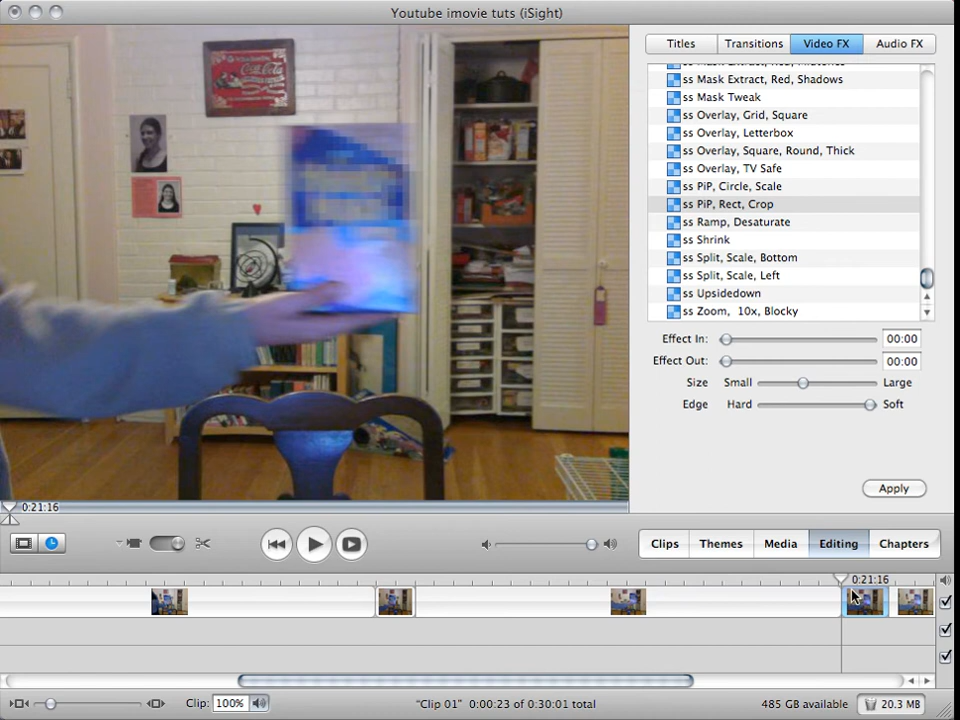 Youtube imovie tuts (iSight)
Titles
Transitions
Video FX
Audio FX
ss Mask Extract, Red, Shadows
ss Mask Tweak
ss Overlay, Grid, Square
ss Overlay, Letterbox
ss Overlay, Square, Round, Thick
ss Overlay, TV Safe
ss PiP, Circle, Scale
ss PiP, Rect, Crop
ss Ramp, Desaturate
ss Shrink
ss Split, Scale, Bottom
ss Split, Scale, Left
ss Upsidedown
ss Zoom, 10x, Blocky
Effect In: 00:00
Effect Out: 00:00
Size Small Large
Edge Hard Soft
Apply
Coca-Cola
0:21:16
Clips
Themes
Media
Editing
Chapters
0:21:16
Clip: 100%
"Clip 01" 0:00:23 of 0:30:01 total
485 GB available
20.3 MB